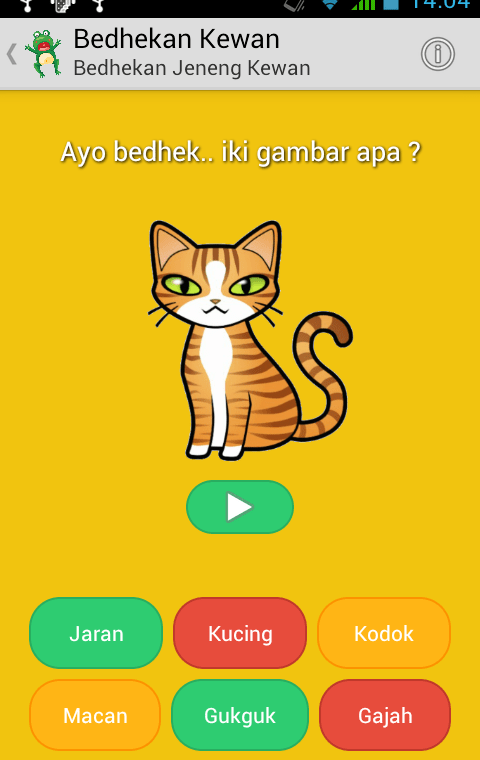 14:04
Bedhekan Kewan
Bedhekan Jeneng Kewan
Ayo bedhek.. iki gambar apa ?
Jaran Kucing Kodok
Macan Gukguk Gajah